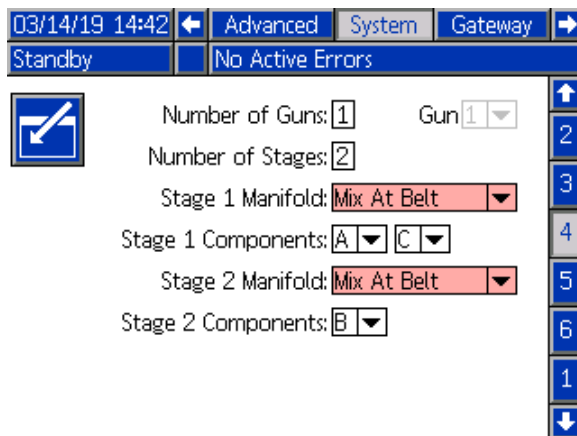 03/14/19 14:42 Advanced System Gateway
Standby No Active Errors
Number of Guns: 1 Gun 1
Number of Stages: 2
Stage 1 Manifold: Mix At Belt
Stage 1 Components: A C
Stage 2 Manifold: Mix At Belt
Stage 2 Components: B
2
3
4
5
6
1